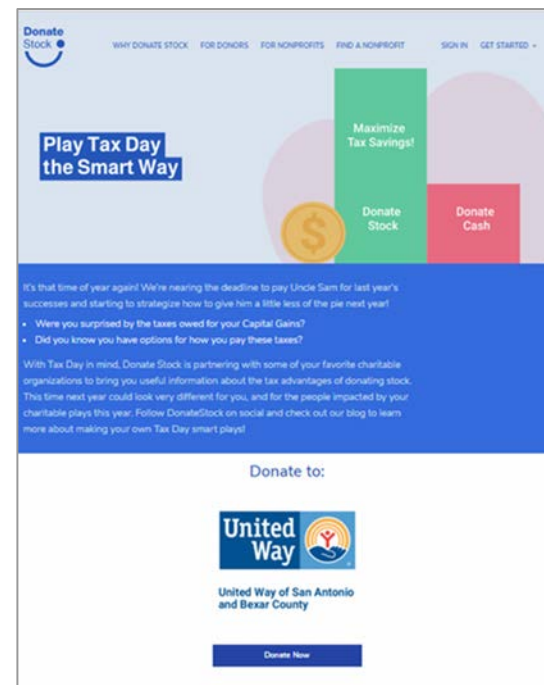 Donate
Stock
WHY DONATE STOCK FOR DONORS FOR NONPROFITS FIND A NONPROFIT SIGN IN GET STARTED
Play Tax Day
the Smart Way
Maximize
Tax Savings!
$
Donate
Stock
Donate
Cash
It's that time of year again! We're nearing the deadline to pay Uncle Sam for last year's
successes and starting to strategize how to give him a little less of the pie next year!
• Were you surprised by the taxes owed for your Capital Gains?
• Did you know you have options for how you pay these taxes?
With Tax Day in mind, Donate Stock is partnering with some of your favorite charitable
organizations to bring you useful information about the tax advantages of donating stock.
This time next year could look very different for you, and for the people impacted by your
charitable plays this year. Follow DonateStock on social and check out our blog to learn
more about making your own Tax Day smart plays!
Donate to:
United
Way
United Way of San Antonio
and Bexar County
Donate Now